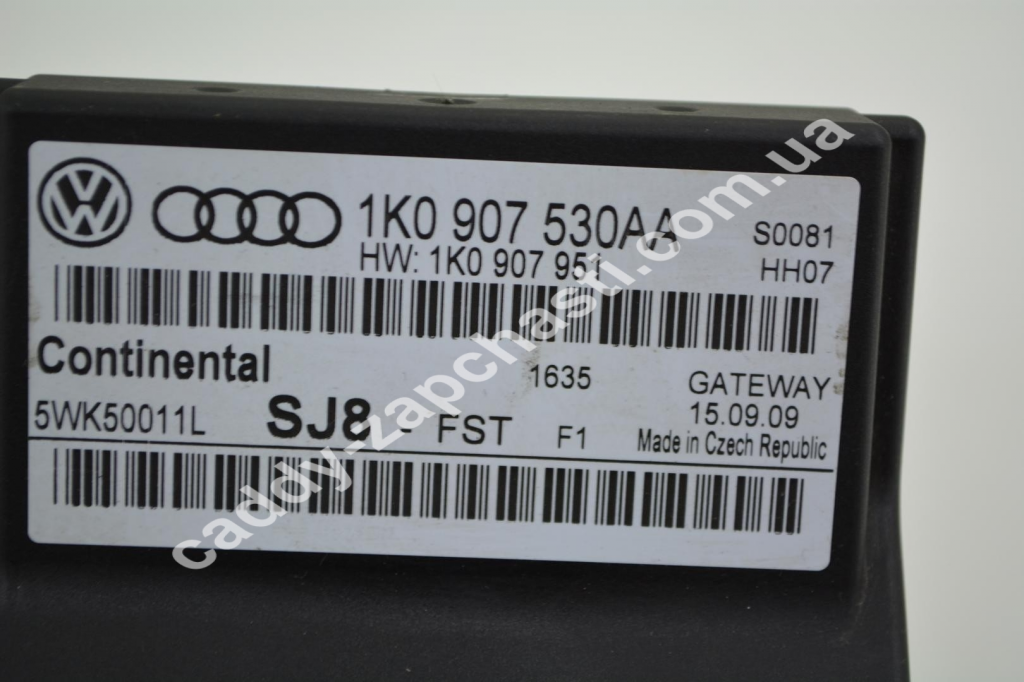 1K0 907 530AA S0081
HW: 1K0 907 951 HH07
Continental 1635 GATEWAY
5WK50011L SJ8 - FST F1 15.09.09
Made in Czech Republic
caddy-zapchasti.com.ua